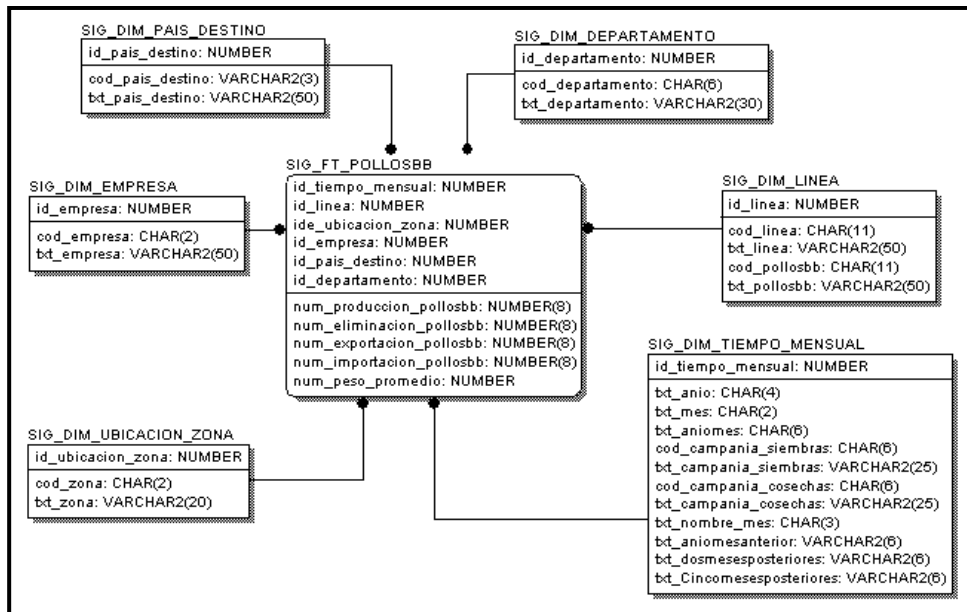 SIG_DIM_PAIS_DESTINO
id_pais_destino: NUMBER
cod_pais_destino: VARCHAR2(3)
txt_pais_destino: VARCHAR2(50)
SIG_DIM_DEPARTAMENTO
id_departamento: NUMBER
cod_departamento: CHAR(6)
txt_departamento: VARCHAR2(30)
SIG_DIM_EMPRESA
id_empresa: NUMBER
cod_empresa: CHAR(2)
txt_empresa: VARCHAR2(50)
SIG_FT_POLLOSBB
id_tiempo_mensual: NUMBER
id_linea: NUMBER
ide_ubicacion_zona: NUMBER
id_empresa: NUMBER
id_pais_destino: NUMBER
id_departamento: NUMBER
num_produccion_pollosbb: NUMBER(8)
num_eliminacion_pollosbb: NUMBER(8)
num_exportacion_pollosbb: NUMBER(8)
num_importacion_pollosbb: NUMBER(8)
num_peso_promedio: NUMBER
SIG_DIM_LINEA
id_linea: NUMBER
cod_linea: CHAR(11)
txt_linea: VARCHAR2(50)
cod_pollosbb: CHAR(11)
txt_pollosbb: VARCHAR2(50)
SIG_DIM_TIEMPO_MENSUAL
id_tiempo_mensual: NUMBER
txt_anio: CHAR(4)
txt_mes: CHAR(2)
txt_aniomes: CHAR(6)
cod_campania_siembras: CHAR(6)
txt_campania_siembras: VARCHAR2(25)
cod_campania_cosechas: CHAR(6)
txt_campania_cosechas: VARCHAR2(25)
txt_nombre_mes: CHAR(3)
txt_aniomesanterior: VARCHAR2(6)
txt_dosmesesposteriores: VARCHAR2(6)
txt_Cincomesesposteriores: VARCHAR2(6)
SIG_DIM_UBICACION_ZONA
id_ubicacion_zona: NUMBER
cod_zona: CHAR(2)
txt_zona: VARCHAR2(20)